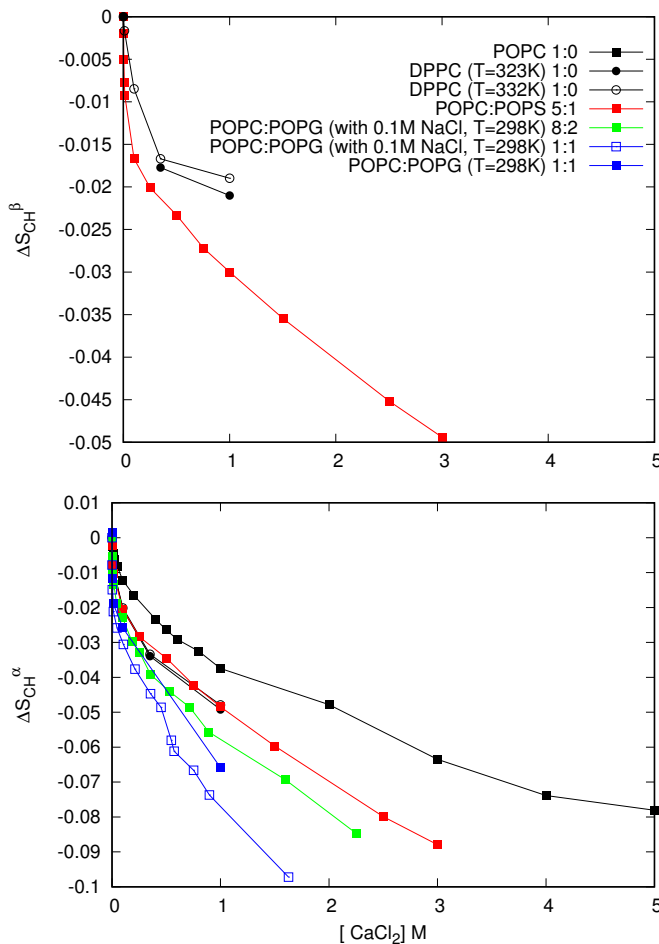 0
-0.005
-0.01
-0.015
-0.02
-0.025
-0.03
-0.035
-0.04
-0.045
-0.05
ΔS_CH^β
POPC 1:0
DPPC (T=323K) 1:0
DPPC (T=332K) 1:0
POPC:POPS 5:1
POPC:POPG (with 0.1M NaCl, T=298K) 8:2
POPC:POPG (with 0.1M NaCl, T=298K) 1:1
POPC:POPG (T=298K) 1:1
0 1 2 3 4 5
0.01
0
-0.01
-0.02
-0.03
-0.04
-0.05
-0.06
-0.07
-0.08
-0.09
-0.1
ΔS_CH^α
0 1 2 3 4 5
[ CaCl₂] M